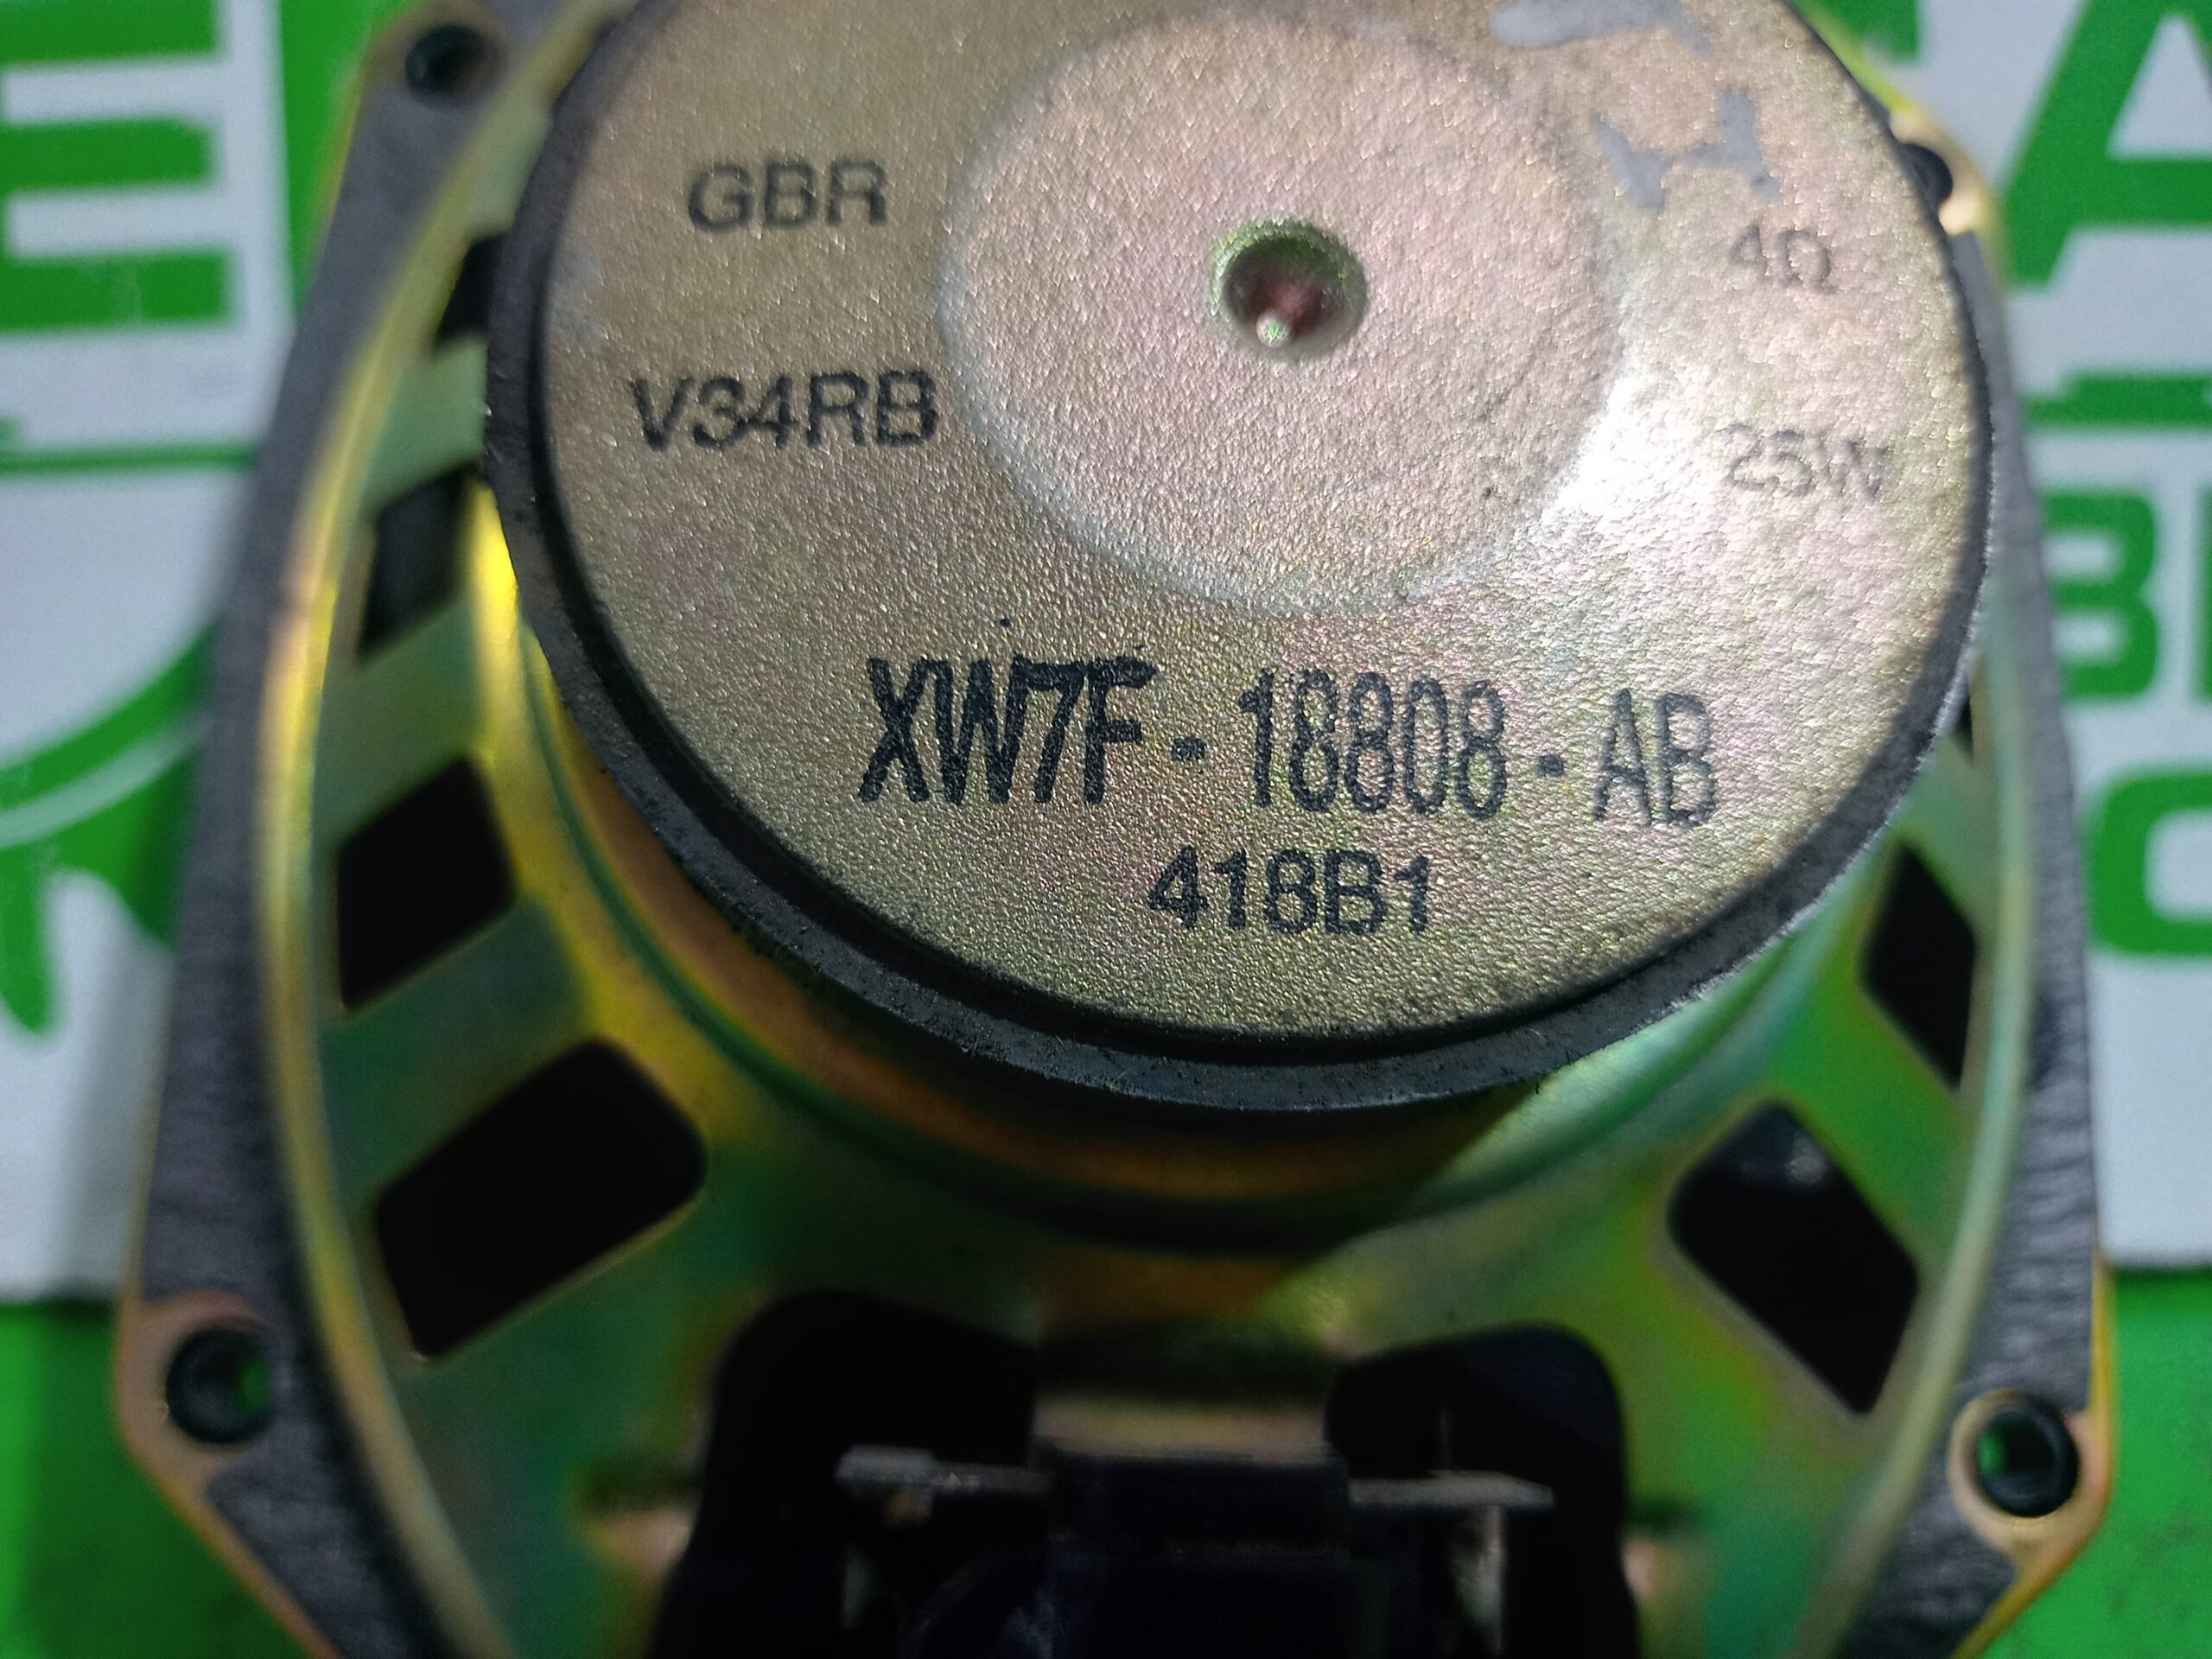 GBR
4Ω
V34RB
25W
XW7F-18808-AB
418B1